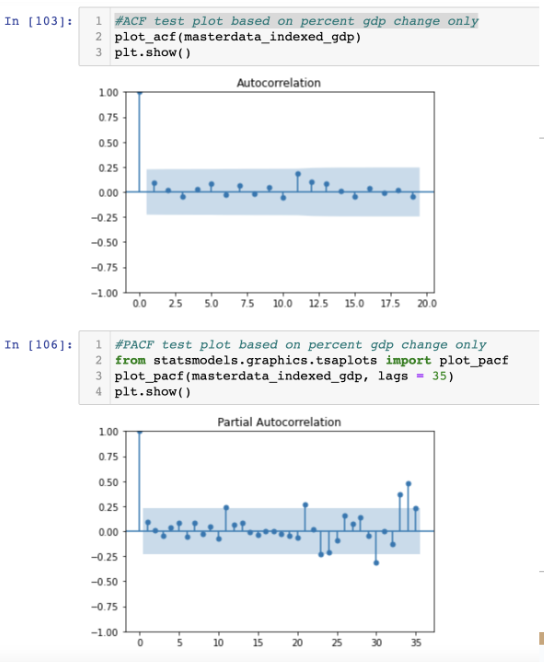 In [103]:
1 #ACF test plot based on percent gdp change only
2 plot_acf(masterdata_indexed_gdp)
3 plt.show()
Autocorrelation
1.00
0.75
0.50
0.25
0.00
−0.25
−0.50
−0.75
−1.00
0.0 2.5 5.0 7.5 10.0 12.5 15.0 17.5 20.0
In [106]:
1 #PACF test plot based on percent gdp change only
2 from statsmodels.graphics.tsaplots import plot_pacf
3 plot_pacf(masterdata_indexed_gdp, lags = 35)
4 plt.show()
Partial Autocorrelation
1.00
0.75
0.50
0.25
0.00
−0.25
−0.50
−0.75
−1.00
0 5 10 15 20 25 30 35